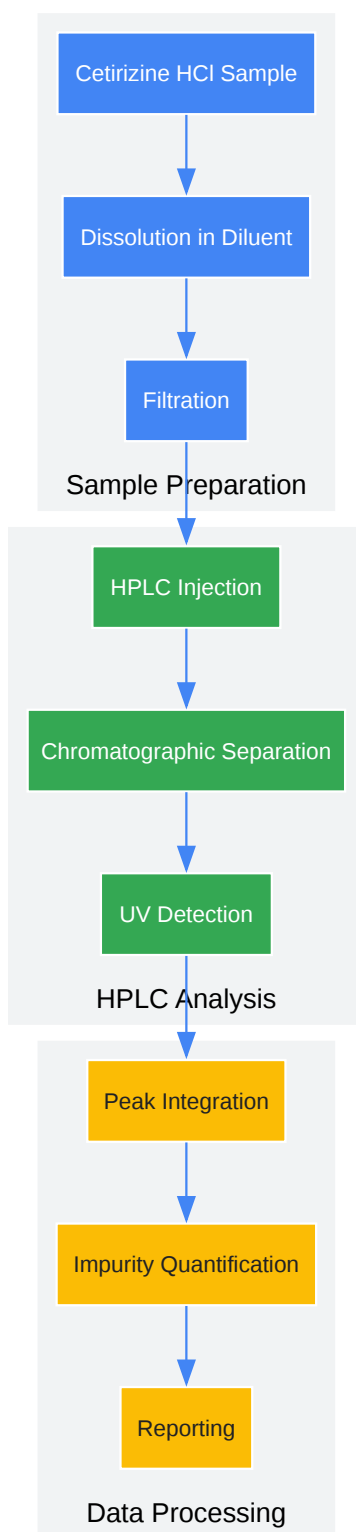 Cetirizine HCl Sample
Dissolution in Diluent
Filtration
Sample Preparation
HPLC Injection
Chromatographic Separation
UV Detection
HPLC Analysis
Peak Integration
Impurity Quantification
Reporting
Data Processing